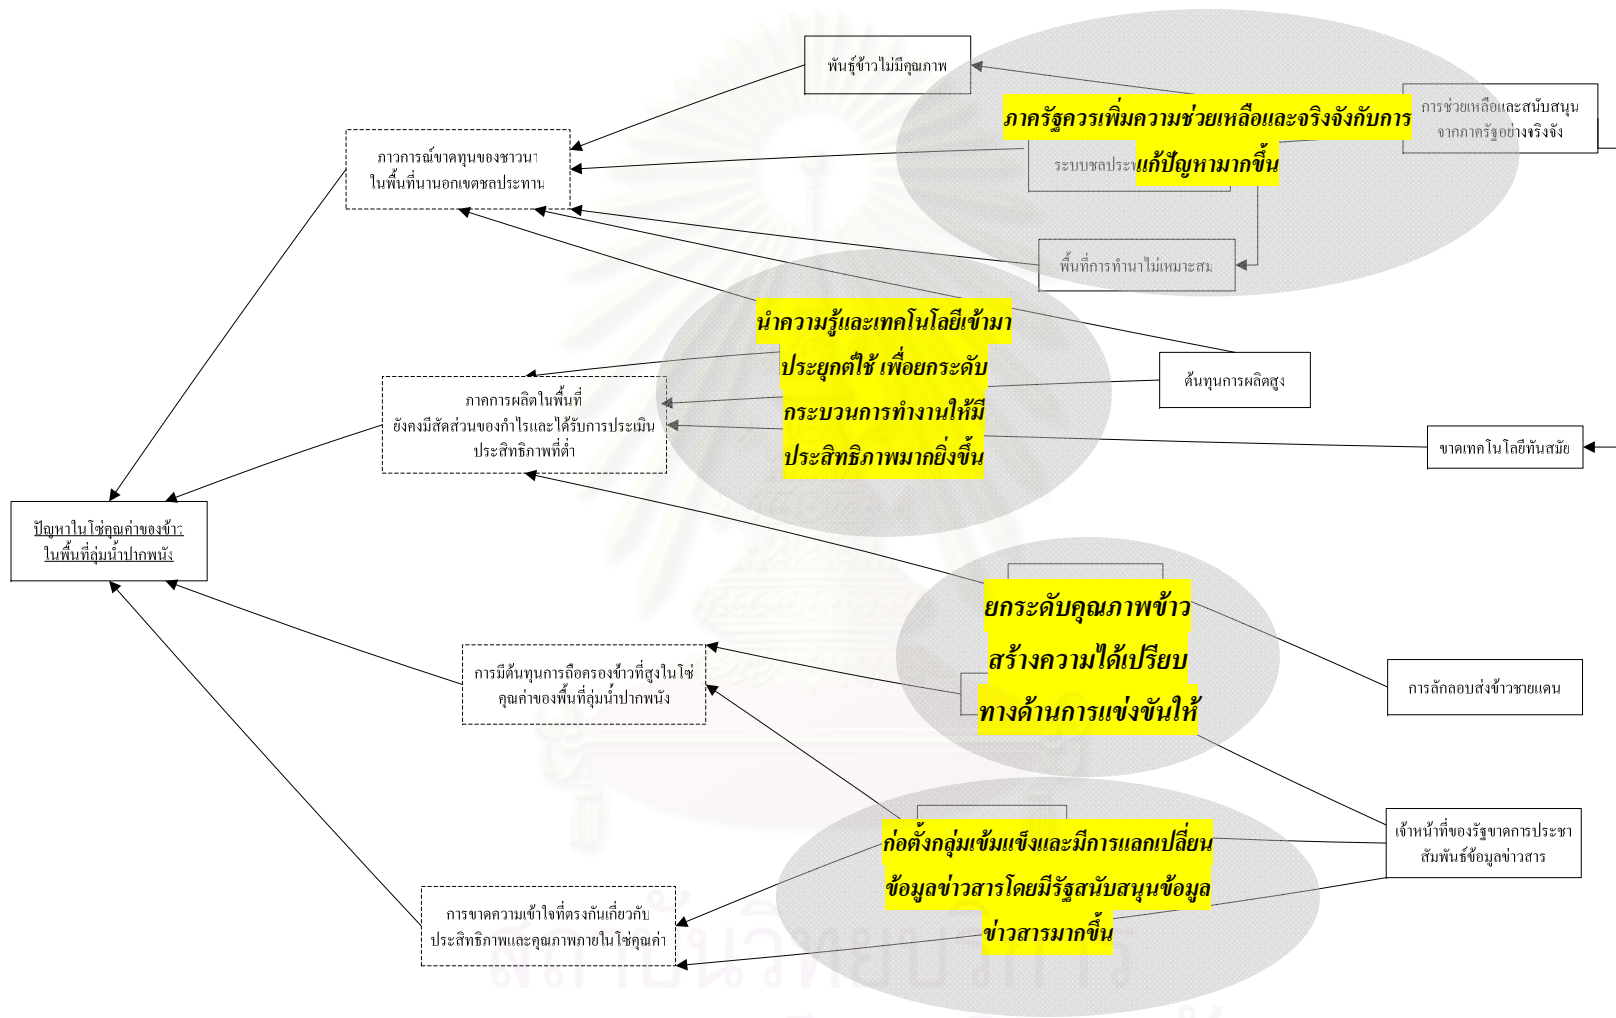 พันธุ์ข้าวไม่มีคุณภาพ
การช่วยเหลือและสนับสนุน
จากภาครัฐอย่างจริงจัง
ภาครัฐควรเพิ่มความช่วยเหลือและจริงจังกับการ
แก้ปัญหามากขึ้น
ภาวการณ์ขาดทุนของชาวนา
ในพื้นที่นานอกเขตชลประทาน
พื้นที่การทำนาไม่เหมาะสม
นำความรู้และเทคโนโลยีเข้ามา
ประยุกต์ใช้ เพื่อยกระดับ
กระบวนการทำงานให้มี
ประสิทธิภาพมากยิ่งขึ้น
ต้นทุนการผลิตสูง
ภาคการผลิตในพื้นที่
ยังคงมีสัดส่วนของกำไรและได้รับการประเมิน
ประสิทธิภาพที่ต่ำ
ขาดเทคโนโลยีทันสมัย
ปัญหาในโซ่คุณค่าของข้าว
ในพื้นที่ลุ่มน้ำปากพนัง
ยกระดับคุณภาพข้าว
สร้างความได้เปรียบ
ทางด้านการแข่งขันให้
การมีต้นทุนการถือครองข้าวที่สูงในโซ่
คุณค่าของพื้นที่ลุ่มน้ำปากพนัง
การลักลอบส่งข้าวชายแดน
เจ้าหน้าที่ของรัฐขาดการประชา
สัมพันธ์ข้อมูลข่าวสาร
ก่อตั้งกลุ่มเข้มแข็งและมีการแลกเปลี่ยน
ข้อมูลข่าวสารโดยมีรัฐสนับสนุนข้อมูล
ข่าวสารมากขึ้น
การขาดความเข้าใจที่ตรงกันเกี่ยวกับ
ประสิทธิภาพและคุณภาพภายในโซ่คุณค่า
สถาบันวิทยบริการ